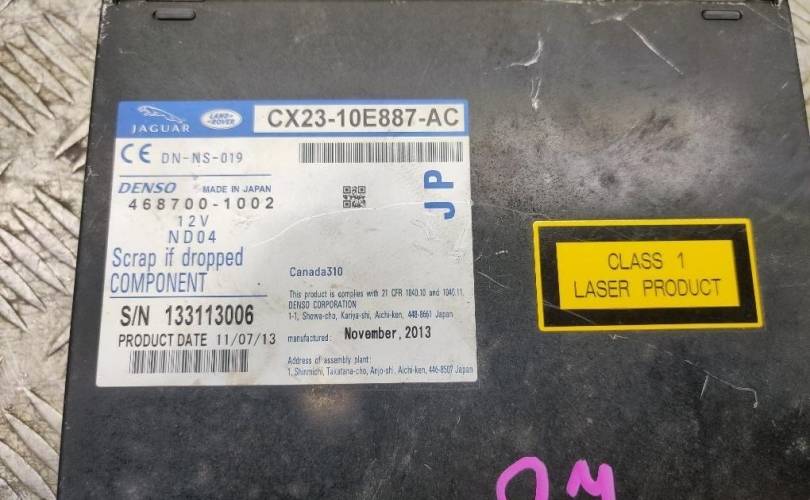 JAGUAR
LAND-ROVER
CX23-10E887-AC
CE DN-NS-019
DENSO MADE IN JAPAN
468700-1002
12V
ND04
Scrap if dropped
COMPONENT
S/N 133113006
PRODUCT DATE 11/07/13
JP
Canada310
This product is complies with 21 CFR 1040.10 and 1040.11.
DENSO CORPORATION
1-1, Showa-cho, Kariya-shi, Aichi-ken, 448-8661 Japan
manufactured: November, 2013
Address of assembly plant:
1, Shinmichi, Takatana-cho, Anjo-shi, Aichi-ken, 446-8507 Japan
CLASS 1
LASER PRODUCT